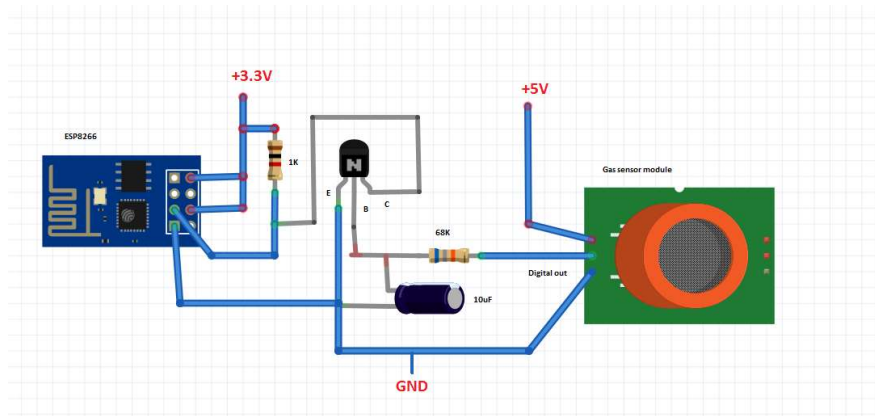 +3.3V
+5V
ESP8266
1K
N
Gas sensor module
E
B
C
68K
Digital out
10uF
GND